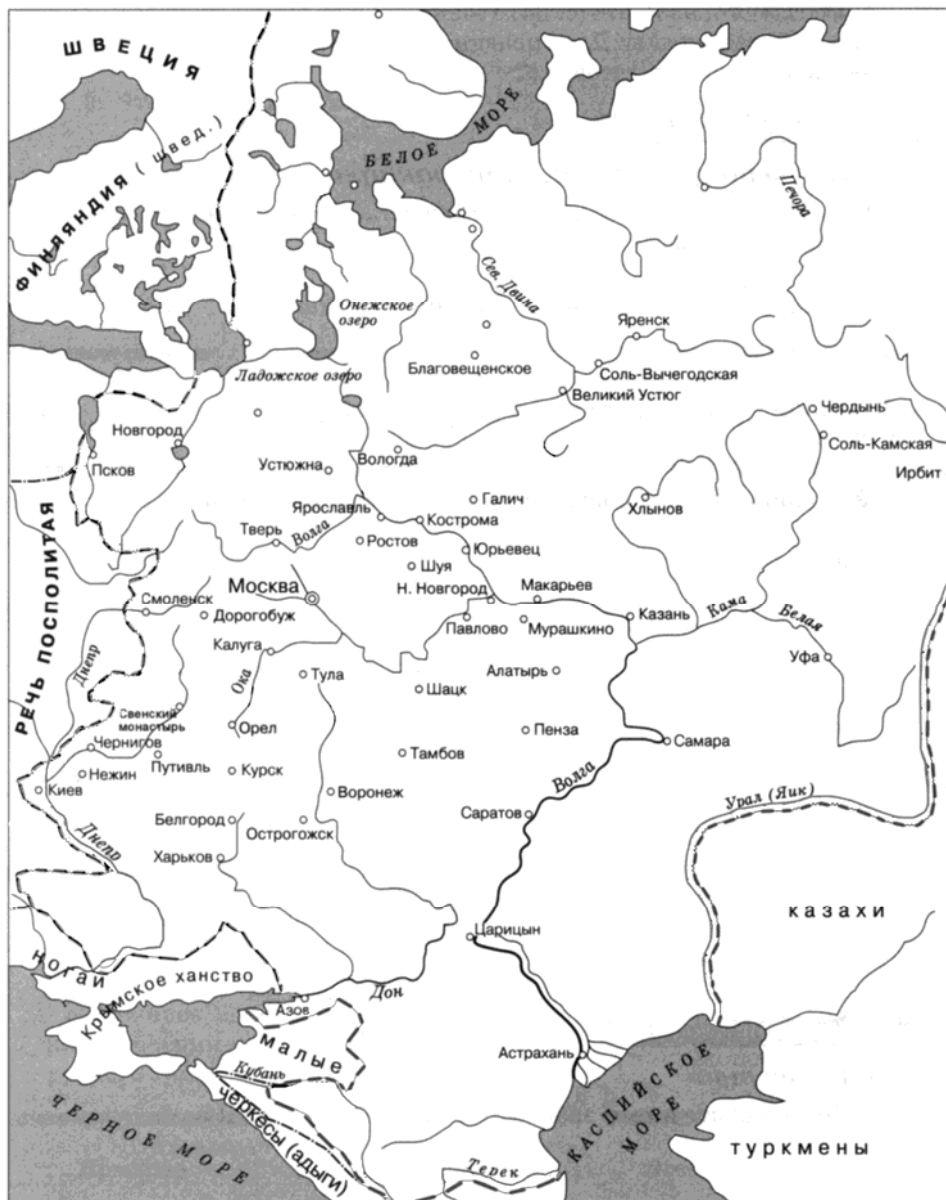 ШВЕЦИЯ
БЕЛОЕ МОРЕ
ФИНЛЯНДИЯ (швед.)
Печора
Сев. Двина
Онежское
озеро
Яренск
Ладожское озеро
Благовещенское
Соль-Вычегодская
Великий Устюг
Чердынь
Новгород
Соль-Камская
Псков
Устюжна
Вологда
Ирбит
Галич
Хлынов
Ярославль
Кострома
Тверь
Волга
Ростов
Юрьевец
Шуя
РЕЧЬ ПОСПОЛИТАЯ
Москва
Н. Новгород
Макарьев
Смоленск
Дорогобуж
Казань
Кама
Белая
Павлово
Мурашкино
Калуга
Уфа
Днепр
Ока
Тула
Алатырь
Шацк
Свенский
монастырь
Орел
Пенза
Чернигов
Самара
Путивль
Тамбов
Нежин
Курск
Киев
Воронеж
Волга
Урал (Яик)
Саратов
Белгород
Острогожск
Днепр
Харьков
казахи
Царицын
ногаи
Крымское ханство
Дон
Азов
малые
Астрахань
Кубань
КАСПИЙСКОЕ
МОРЕ
ЧЕРНОЕ МОРЕ
черкесы (адыги)
Терек
туркмены